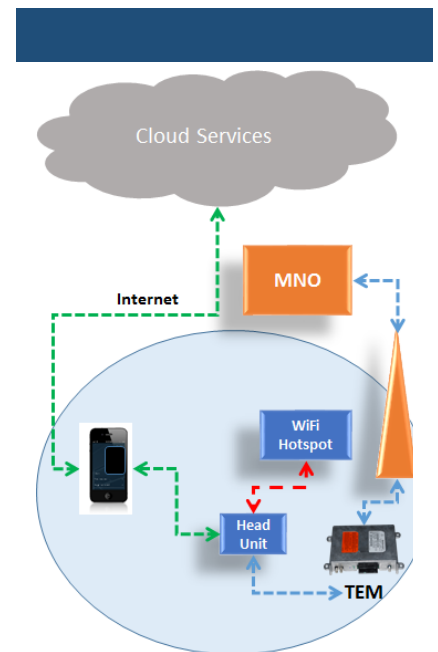 Cloud Services
MNO
Internet
WiFi
Hotspot
Head
Unit
TEM